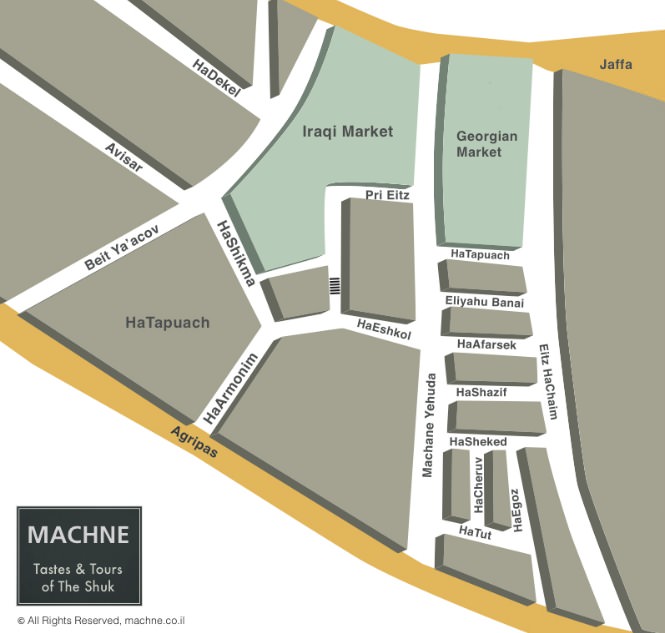 Jaffa
HaDekel
Iraqi Market
Georgian
Market
Avisar
Pri Eitz
HaShikma
Beit Ya'acov
HaTapuach
Eliyahu Banai
HaTapuach
HaEshkol
HaAfarsek
Eitz HaChaim
HaArmonim
HaShazif
Machane Yehuda
Agripas
HaSheked
HaCheruv
HaEgoz
HaTut
MACHNE
Tastes & Tours
of The Shuk
© All Rights Reserved, machne.co.il